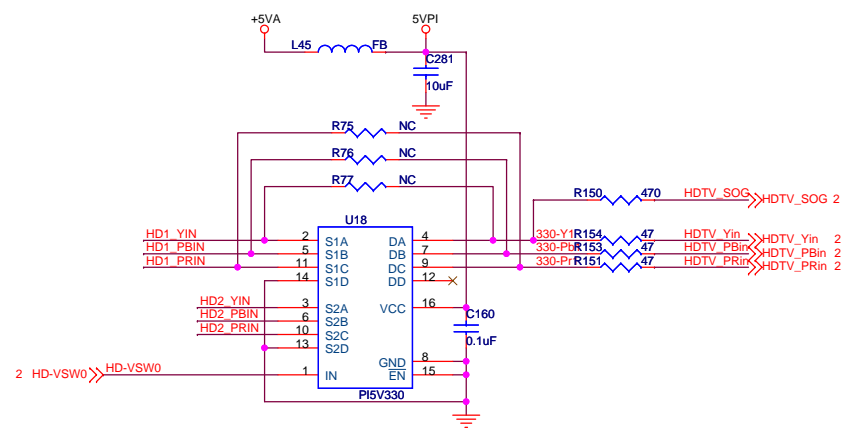 +5VA 5VPI
L45 FB
C281
10uF
R75 NC
R76 NC
R77 NC
R150 470 HDTV_SOG HDTV_SOG 2
U18
HD1_YIN 2 S1A DA 4 330-Y1 R154 47 HDTV_Yin HDTV_Yin 2
HD1_PBIN 5 S1B DB 7 330-Pb R153 47 HDTV_PBin HDTV_PBin 2
HD1_PRIN 11 S1C DC 9 330-Pr R151 47 HDTV_PRin HDTV_PRin 2
14 S1D DD 12
HD2_YIN 3 S2A VCC 16
HD2_PBIN 6 S2B C160
HD2_PRIN 10 S2C
13 S2D 0.1uF
GND 8
2 HD-VSW0 HD-VSW0 1 IN EN 15
PI5V330